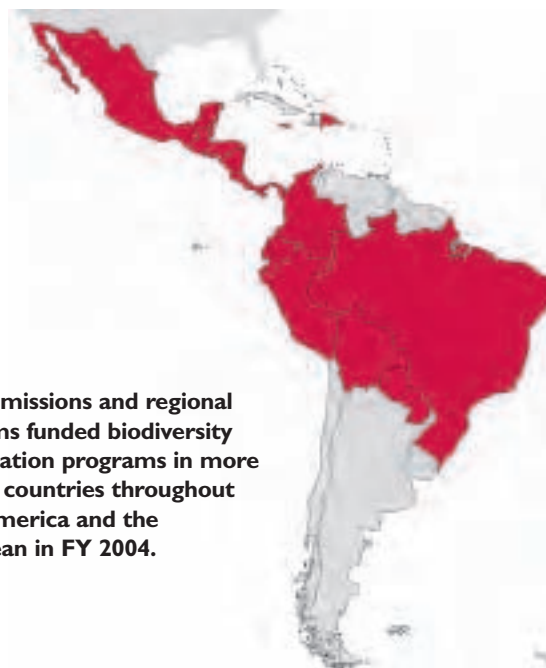 missions and regional
ns funded biodiversity
ation programs in more
countries throughout
merica and the
ean in FY 2004.